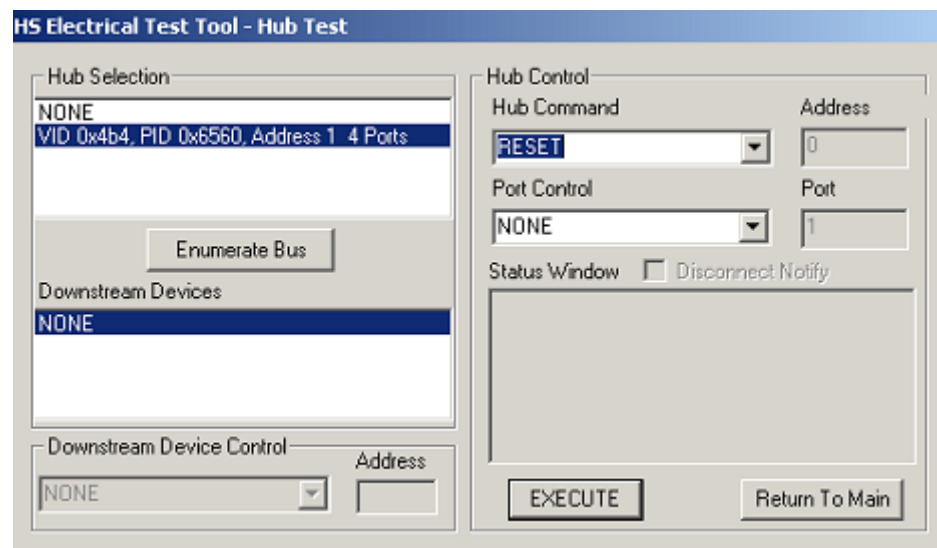 HS Electrical Test Tool - Hub Test
Hub Selection
NONE
VID 0x4b4, PID 0x6560, Address 1 4 Ports
Enumerate Bus
Downstream Devices
NONE
Downstream Device Control
Address
NONE
Hub Control
Hub Command Address
RESET 0
Port Control Port
NONE 1
Status Window Disconnect Notify
EXECUTE Return To Main